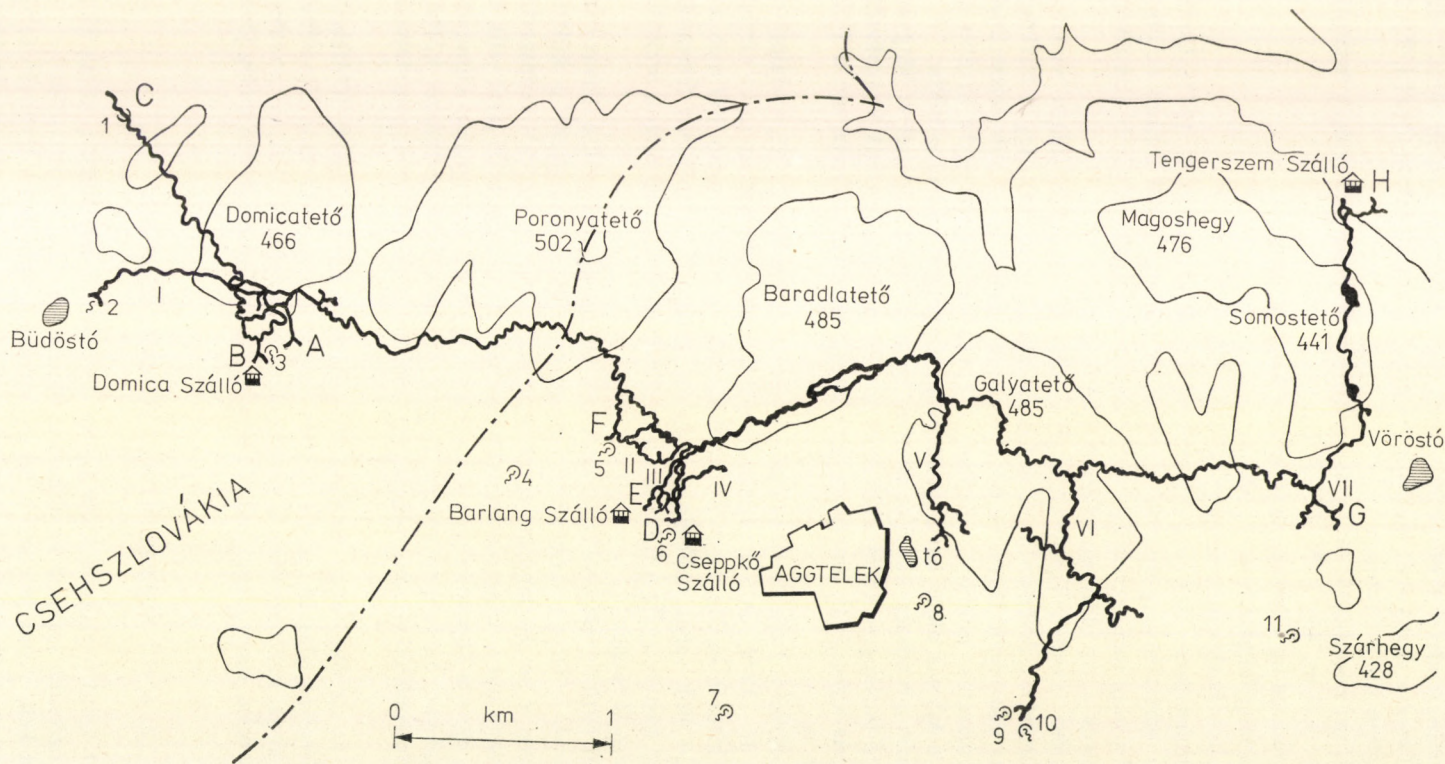 C
1
Domicatető
466
Poronyatető
502
Tengerszem Szálló
H
Magoshegy
476
2
I
Büdöstó
Baradlatető
485
Somostető
441
B
3
A
Domica Szálló
Galyatető
485
F
5
II
III
IV
V
Vöröstó
4
E
Barlang Szálló
D
6
Cseppkő
Szálló
AGGTELEK
tó
VI
VII
G
CSEHSZLOVÁKIA
8
11
Szárhegy
428
7
9
10
0
km
1